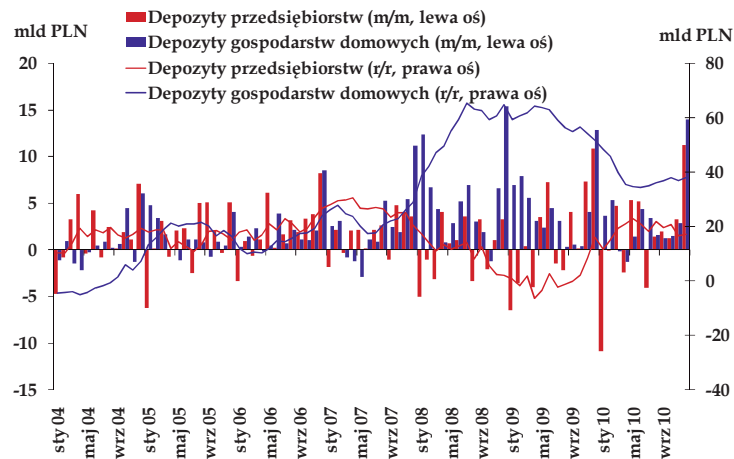 Depozyty przedsiębiorstw (m/m, lewa oś)
Depozyty gospodarstw domowych (m/m, lewa oś)
Depozyty przedsiębiorstw (r/r, prawa oś)
Depozyty gospodarstw domowych (r/r, prawa oś)
mld PLN
mld PLN
20
15
10
5
0
-5
-10
-15
80
60
40
20
0
-20
-40
sty 04
maj 04
wrz 04
sty 05
maj 05
wrz 05
sty 06
maj 06
wrz 06
sty 07
maj 07
wrz 07
sty 08
maj 08
wrz 08
sty 09
maj 09
wrz 09
sty 10
maj 10
wrz 10